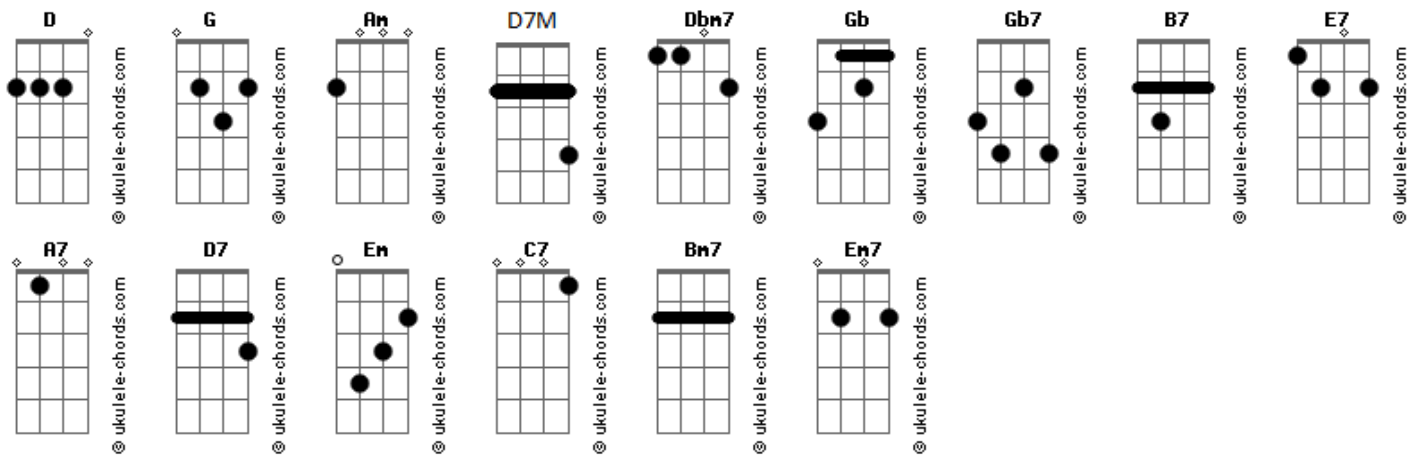 D G Am D7M Dbm7 Gb Gb7 B7 E7
© ukulele-chords.com © ukulele-chords.com © ukulele-chords.com © ukulele-chords.com © ukulele-chords.com © ukulele-chords.com © ukulele-chords.com © ukulele-chords.com © ukulele-chords.com
A7 D7 Em C7 Bm7 Em7
© ukulele-chords.com © ukulele-chords.com © ukulele-chords.com © ukulele-chords.com © ukulele-chords.com © ukulele-chords.com